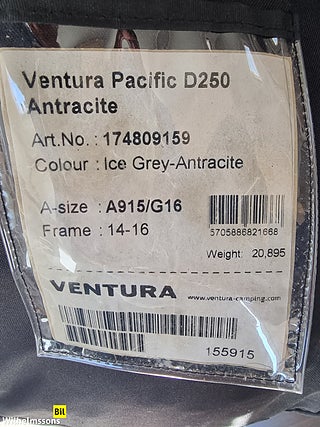 Ventura Pacific D250
Antracite
Art.No. : 174809159
Colour : Ice Grey-Antracite
A-size : A915/G16
Frame : 14-16
5705886821668
Weight: 20,895
VENTURA
www.ventura-camping.com
155915
Bil
Wilhelmssons